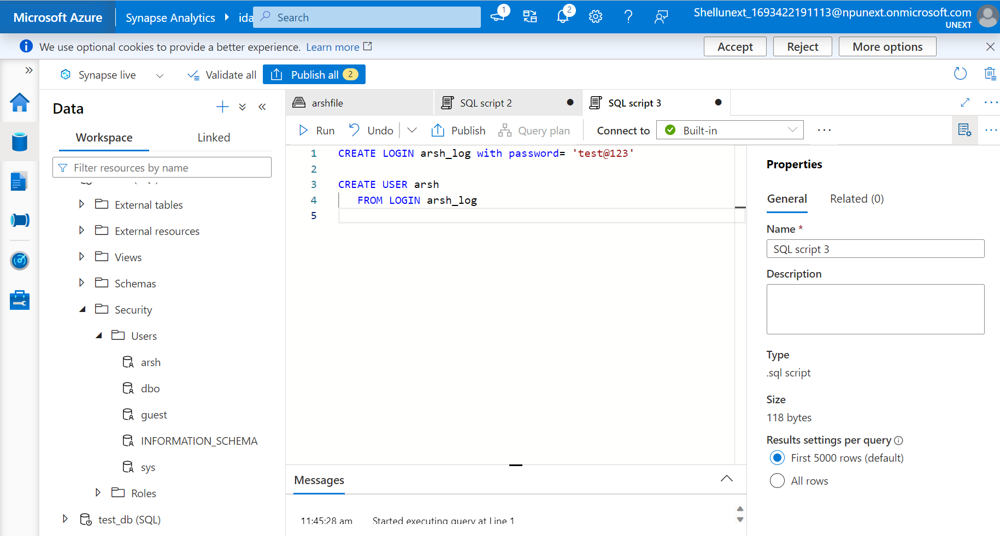 Microsoft Azure
Synapse Analytics
ida
Search
1
2
Shellunext_1693422191113@npunext.onmicrosoft.com
UNEXT
We use optional cookies to provide a better experience. Learn more
Accept
Reject
More options
Synapse live
Validate all
Publish all 2
Data
Workspace
Linked
Filter resources by name
External tables
External resources
Views
Schemas
Security
Users
arsh
dbo
guest
INFORMATION_SCHEMA
sys
Roles
test_db (SQL)
arshfile
SQL script 2
SQL script 3
Run
Undo
Publish
Query plan
Connect to
Built-in
1 CREATE LOGIN arsh_log with password= 'test@123'
2
3 CREATE USER arsh
4 FROM LOGIN arsh_log
5
Messages
11:45:28 am Started executing query at Line 1
Properties
General
Related (0)
Name *
SQL script 3
Description
Type
.sql script
Size
118 bytes
Results settings per query
First 5000 rows (default)
All rows